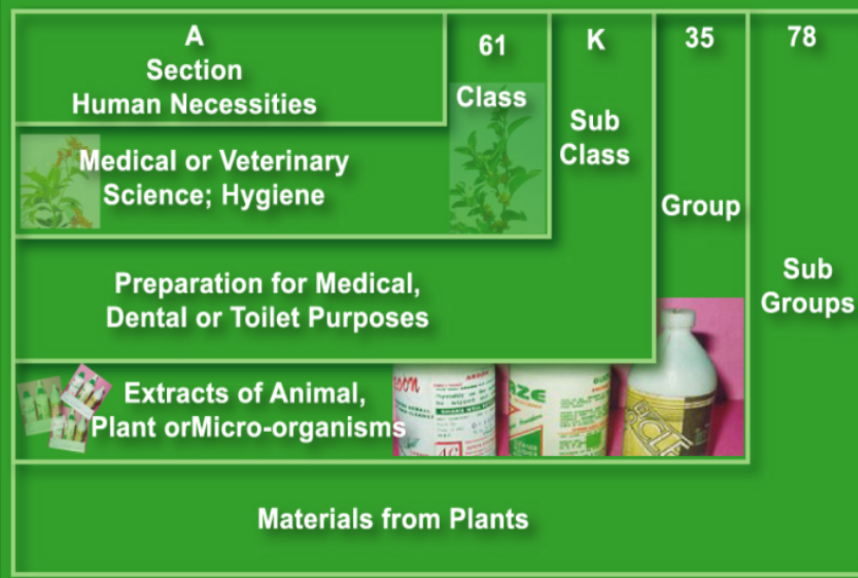 A
Section
Human Necessities
61
Class
K
Sub
Class
35
Group
78
Sub
Groups
Medical or Veterinary
Science; Hygiene
Preparation for Medical,
Dental or Toilet Purposes
Extracts of Animal,
Plant orMicro-organisms
Materials from Plants